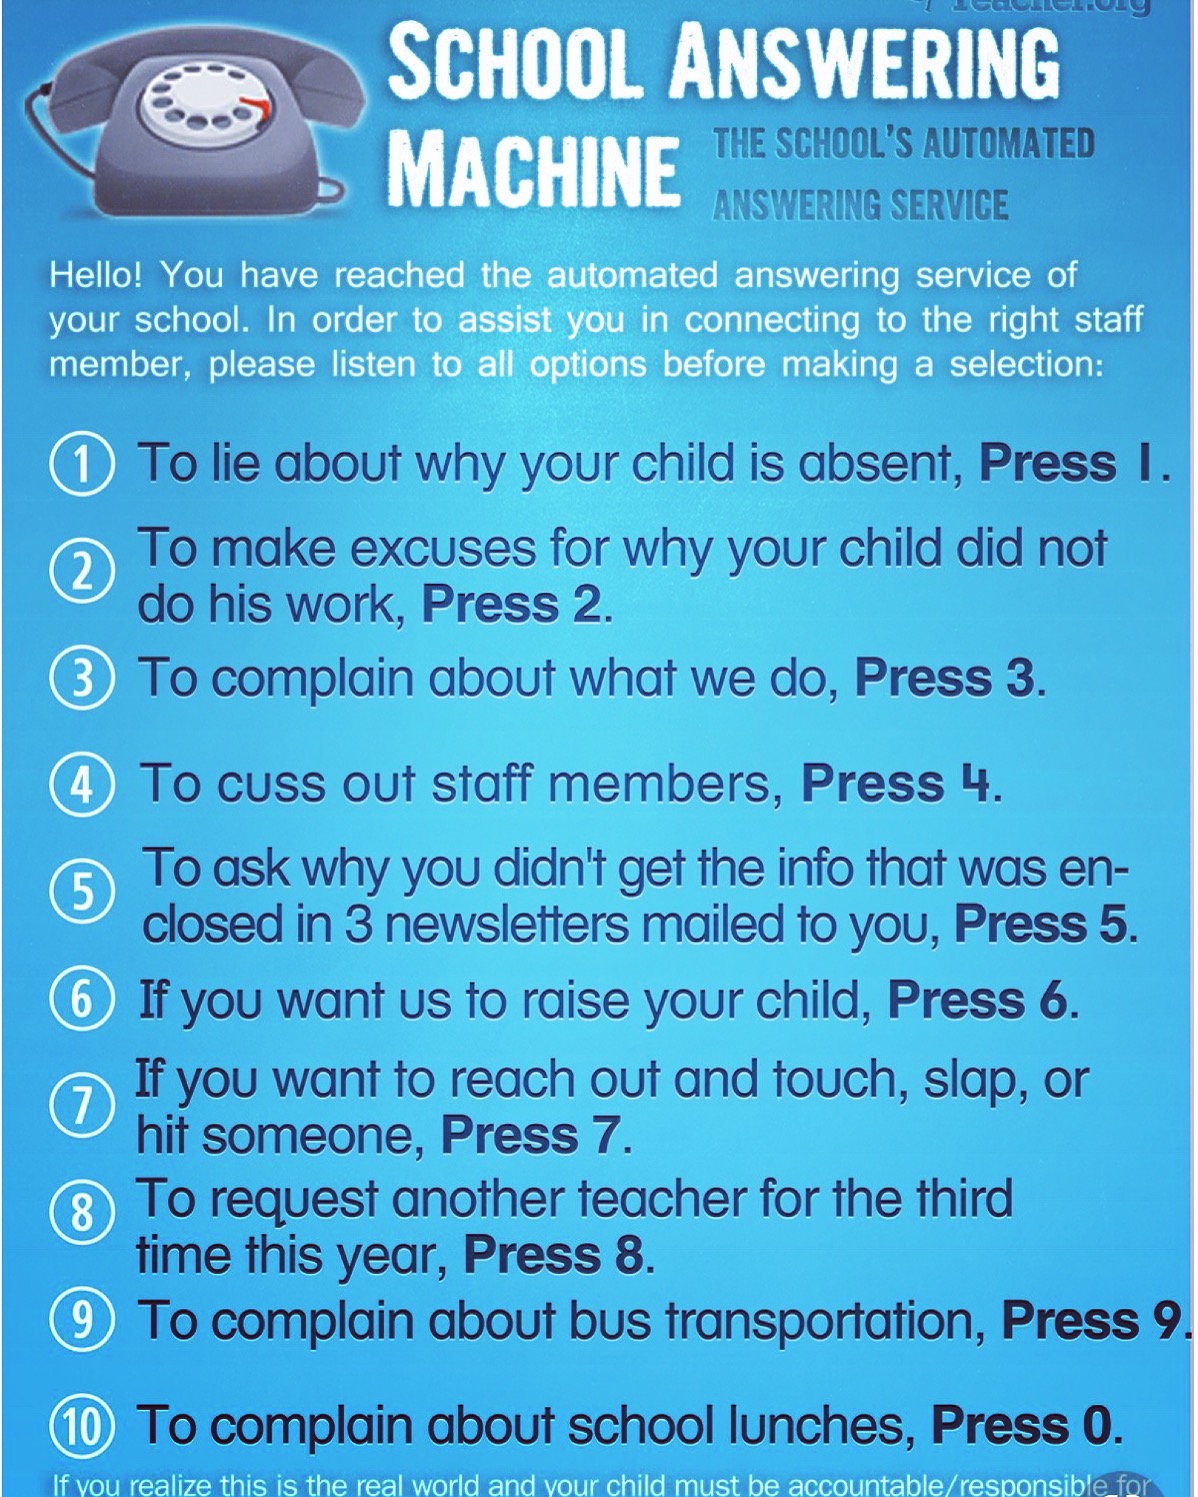 Teacher.org
SCHOOL ANSWERING
MACHINE
THE SCHOOL'S AUTOMATED
ANSWERING SERVICE
Hello! You have reached the automated answering service of
your school. In order to assist you in connecting to the right staff
member, please listen to all options before making a selection:
1 To lie about why your child is absent, Press 1.
2 To make excuses for why your child did not
do his work, Press 2.
3 To complain about what we do, Press 3.
4 To cuss out staff members, Press 4.
5 To ask why you didn't get the info that was en-
closed in 3 newsletters mailed to you, Press 5.
6 If you want us to raise your child, Press 6.
7 If you want to reach out and touch, slap, or
hit someone, Press 7.
8 To request another teacher for the third
time this year, Press 8.
9 To complain about bus transportation, Press 9.
10 To complain about school lunches, Press 0.
If you realize this is the real world and your child must be accountable/responsible for